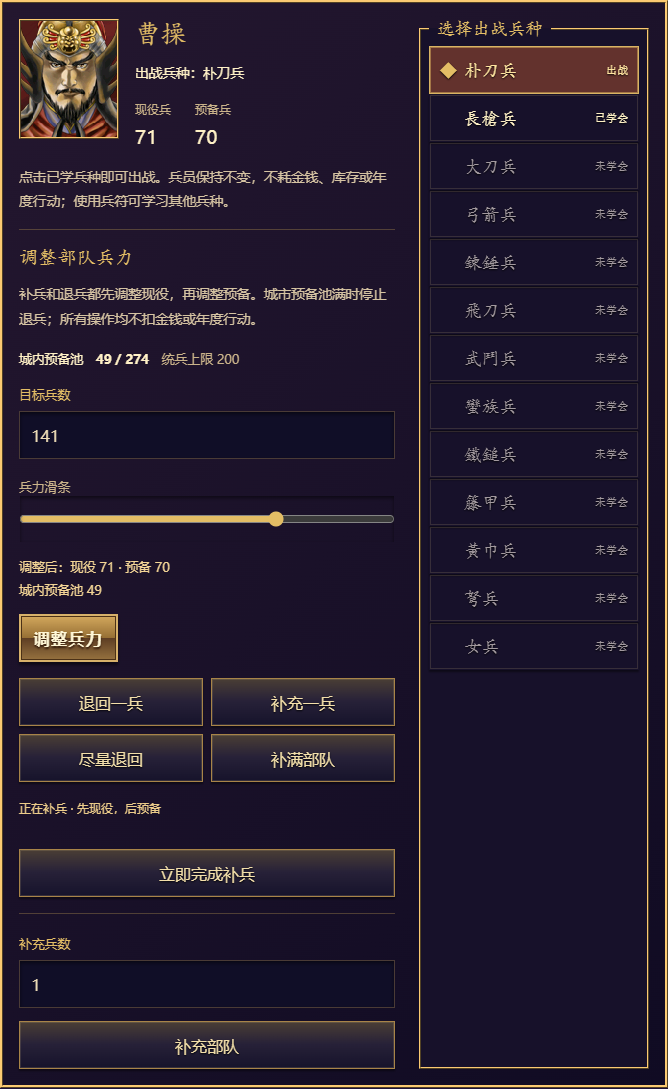 曹操
出战兵种：朴刀兵
现役兵 预备兵
71 70
点击已学兵种即可出战。兵员保持不变，不耗金钱、库存或年
度行动；使用兵符可学习其他兵种。
调整部队兵力
补兵和退兵都先调整现役，再调整预备。城市预备池满时停止
退兵；所有操作均不扣金钱或年度行动。
城内预备池 49 / 274 统兵上限 200
目标兵数
141
兵力滑条
调整后：现役 71 · 预备 70
城内预备池 49
调整兵力
退回一兵 补充一兵
尽量退回 补满部队
正在补兵 · 先现役，后预备
立即完成补兵
补充兵数
1
补充部队
选择出战兵种
朴刀兵 出战
長槍兵 已学会
大刀兵 未学会
弓箭兵 未学会
鍊錘兵 未学会
飛刀兵 未学会
武鬥兵 未学会
蠻族兵 未学会
鐵鎚兵 未学会
籐甲兵 未学会
黃巾兵 未学会
弩兵 未学会
女兵 未学会